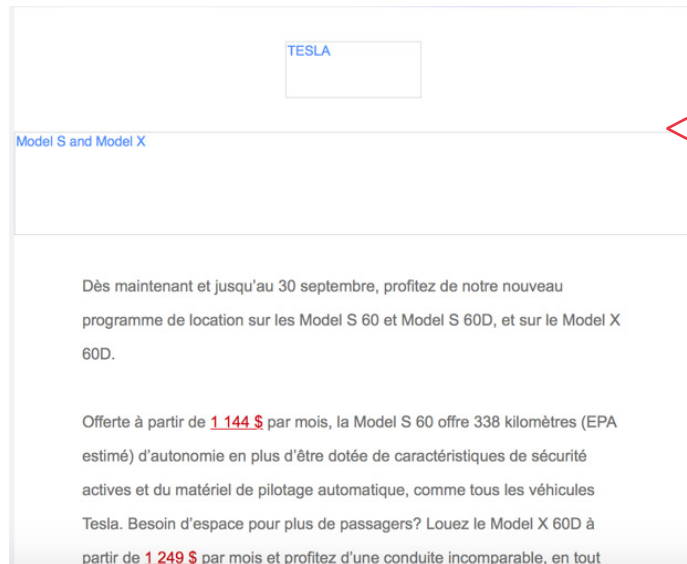 TESLA
Model S and Model X
Dès maintenant et jusqu’au 30 septembre, profitez de notre nouveau
programme de location sur les Model S 60 et Model S 60D, et sur le Model X
60D.
Offerte à partir de 1 144 $ par mois, la Model S 60 offre 338 kilomètres (EPA
estimé) d’autonomie en plus d’être dotée de caractéristiques de sécurité
actives et du matériel de pilotage automatique, comme tous les véhicules
Tesla. Besoin d’espace pour plus de passagers? Louez le Model X 60D à
partir de 1 249 $ par mois et profitez d’une conduite incomparable, en tout